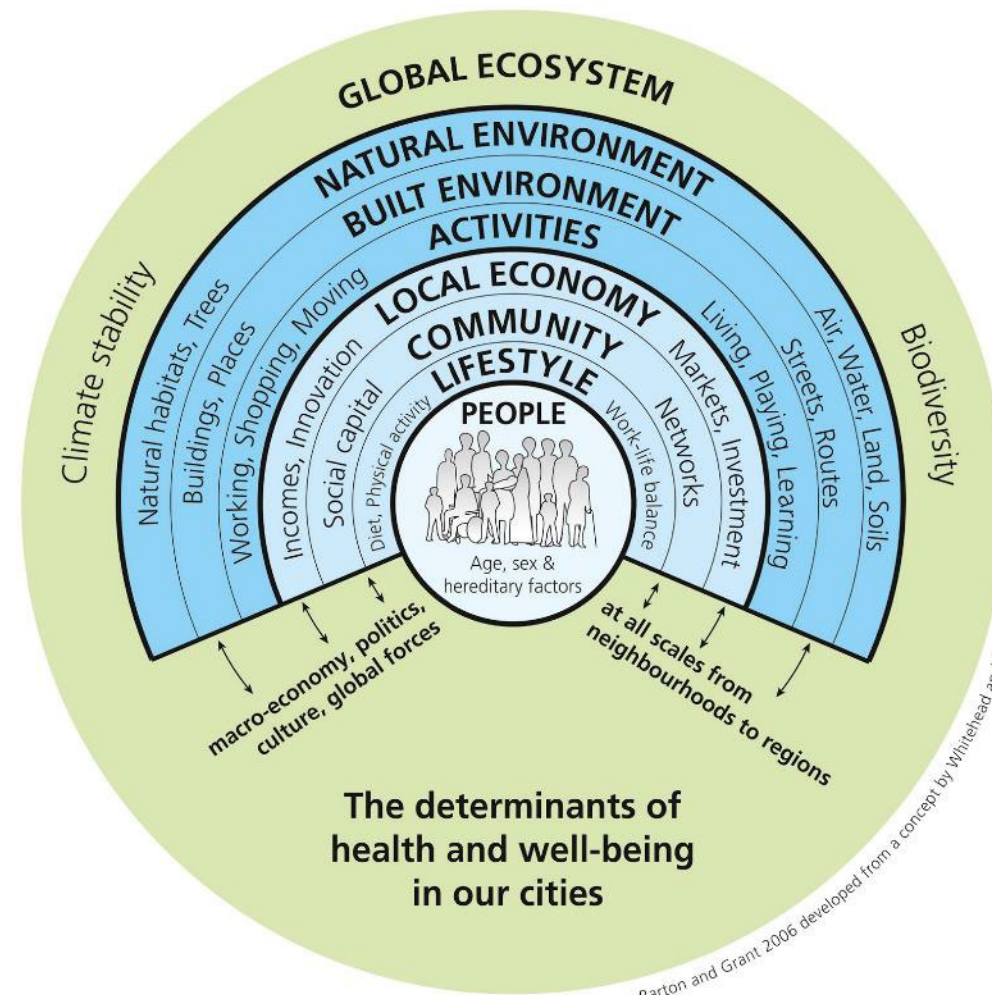 GLOBAL ECOSYSTEM
NATURAL ENVIRONMENT
BUILT ENVIRONMENT
ACTIVITIES
LOCAL ECONOMY
COMMUNITY
LIFESTYLE
PEOPLE
Age, sex &
hereditary factors
Climate stability
Natural habitats, Trees
Buildings, Places
Working, Shopping, Moving
Incomes, Innovation
Social capital
Diet, Physical activity
Work-life balance
Networks
Markets, Investment
Living, Playing, Learning
Streets, Routes
Air, Water, Land, Soils
Biodiversity
macro-economy, politics,
culture, global forces
at all scales from
neighbourhoods to regions
The determinants of
health and well-being
in our cities
Barton and Grant 2006 developed from a concept by Whitehead